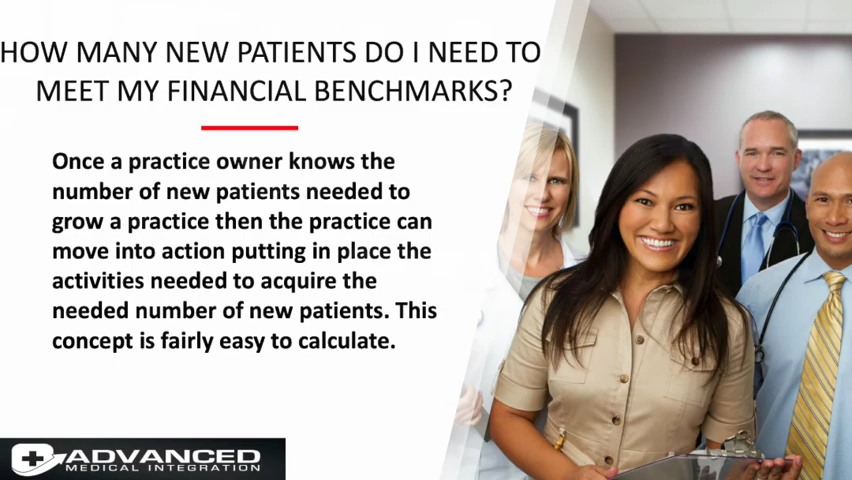 HOW MANY NEW PATIENTS DO I NEED TO
MEET MY FINANCIAL BENCHMARKS?
Once a practice owner knows the
number of new patients needed to
grow a practice then the practice can
move into action putting in place the
activities needed to acquire the
needed number of new patients. This
concept is fairly easy to calculate.
ADVANCED
MEDICAL INTEGRATION